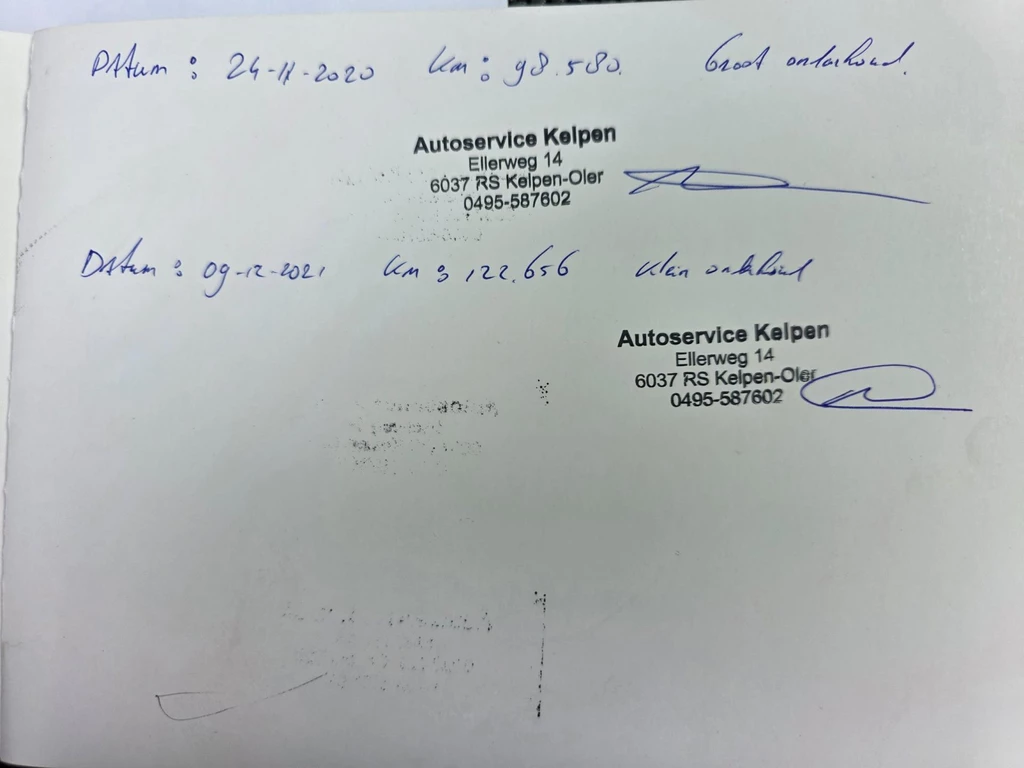 Datum : 24-11-2020 Km : 98.580. Groot onderhoud.
Autoservice Kelpen
Ellerweg 14
6037 RS Kelpen-Oler
0495-587602
Datum : 09-12-2021 Km : 122.656 Klein onderhoud
Autoservice Kelpen
Ellerweg 14
6037 RS Kelpen-Oler
0495-587602